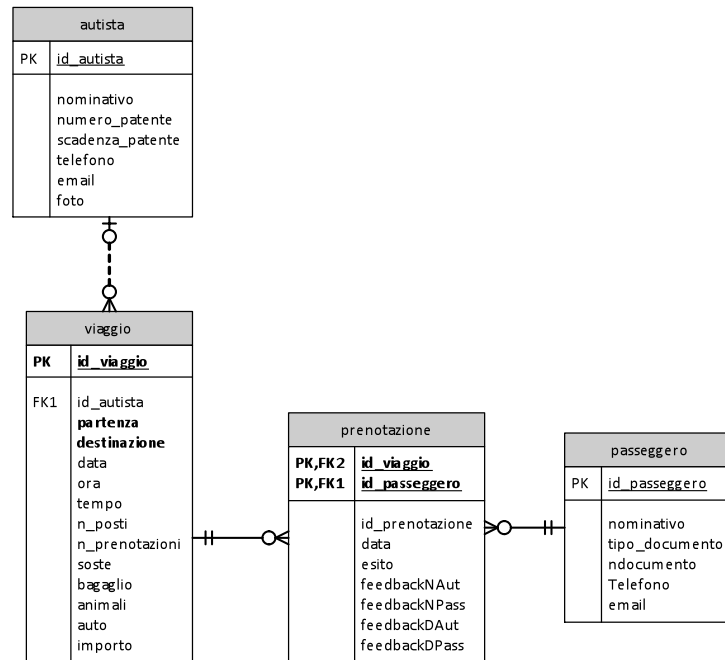 autista
PK id_autista
nominativo
numero_patente
scadenza_patente
telefono
email
foto
viaggio
PK id_viaggio
FK1 id_autista
partenza
destinazione
data
ora
tempo
n_posti
n_prenotazioni
soste
bagaglio
animali
auto
importo
prenotazione
PK,FK2 id_viaggio
PK,FK1 id_passeggero
id_prenotazione
data
esito
feedbackNAut
feedbackNPass
feedbackDAut
feedbackDPass
passeggero
PK id_passeggero
nominativo
tipo_documento
ndocumento
Telefono
email